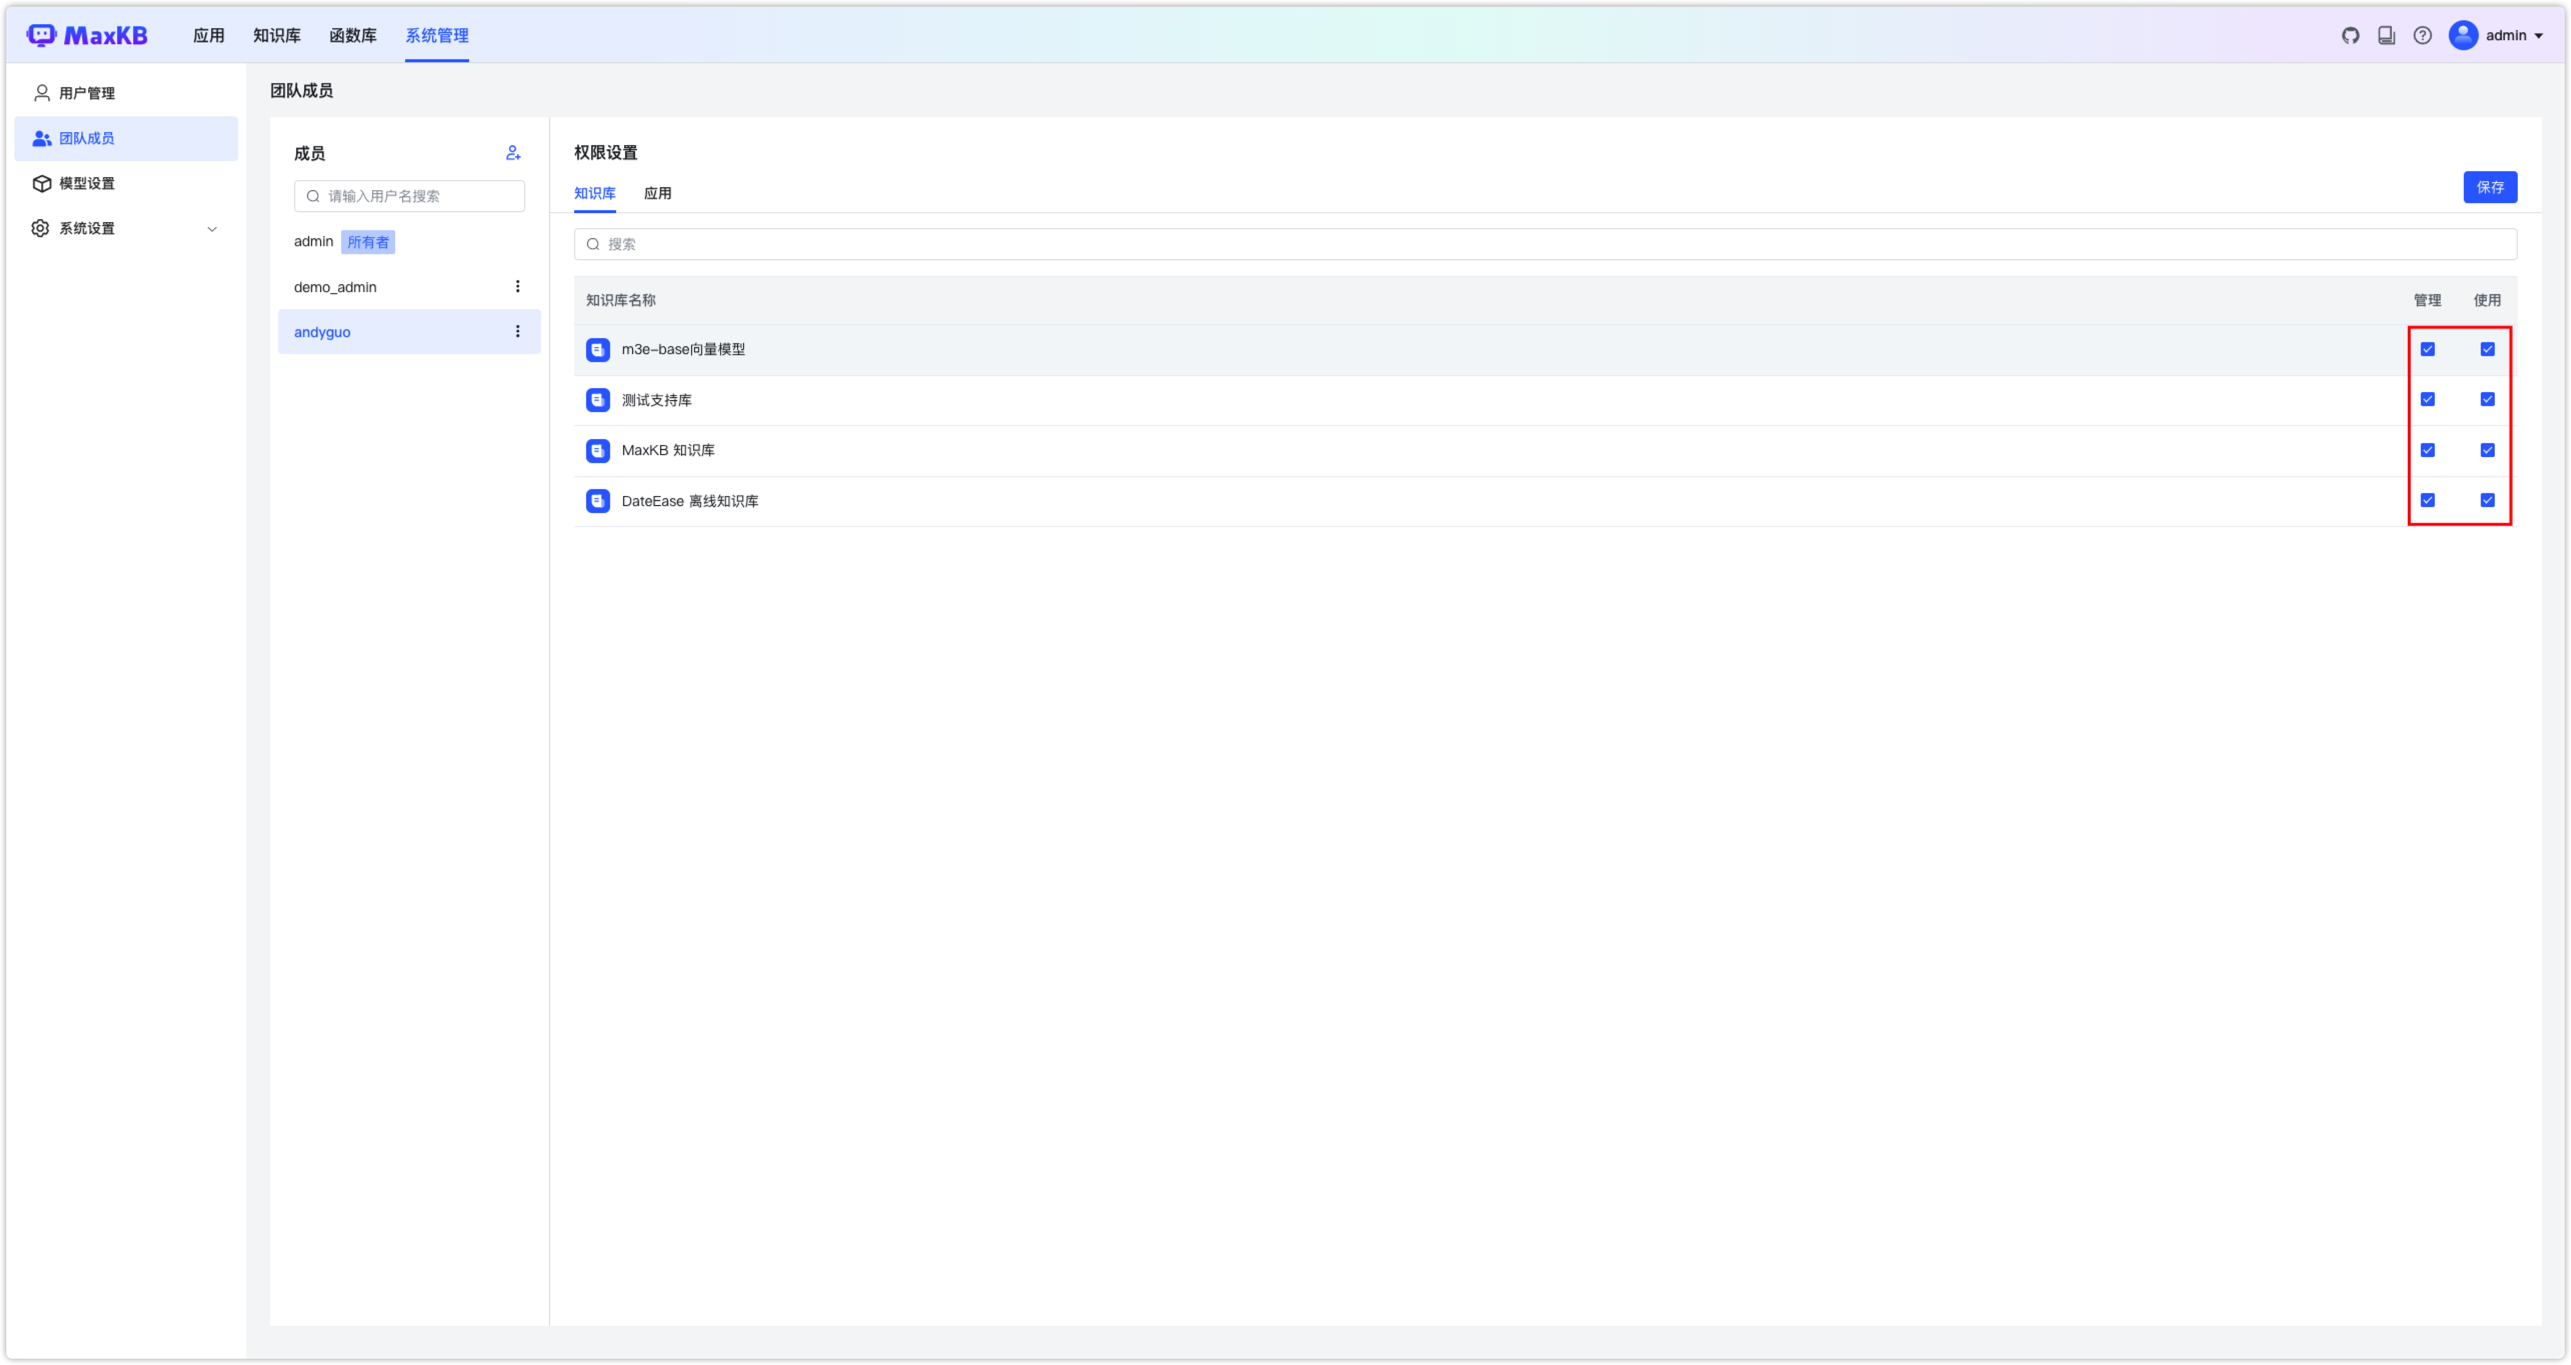 MaxKB 应用 知识库 函数库 系统管理 admin
用户管理
团队成员
模型设置
系统设置
团队成员
成员
请输入用户名搜索
admin 所有者
demo_admin
andyguo
权限设置
知识库 应用
保存
搜索
知识库名称 管理 使用
m3e-base向量模型
测试支持库
MaxKB 知识库
DateEase 离线知识库